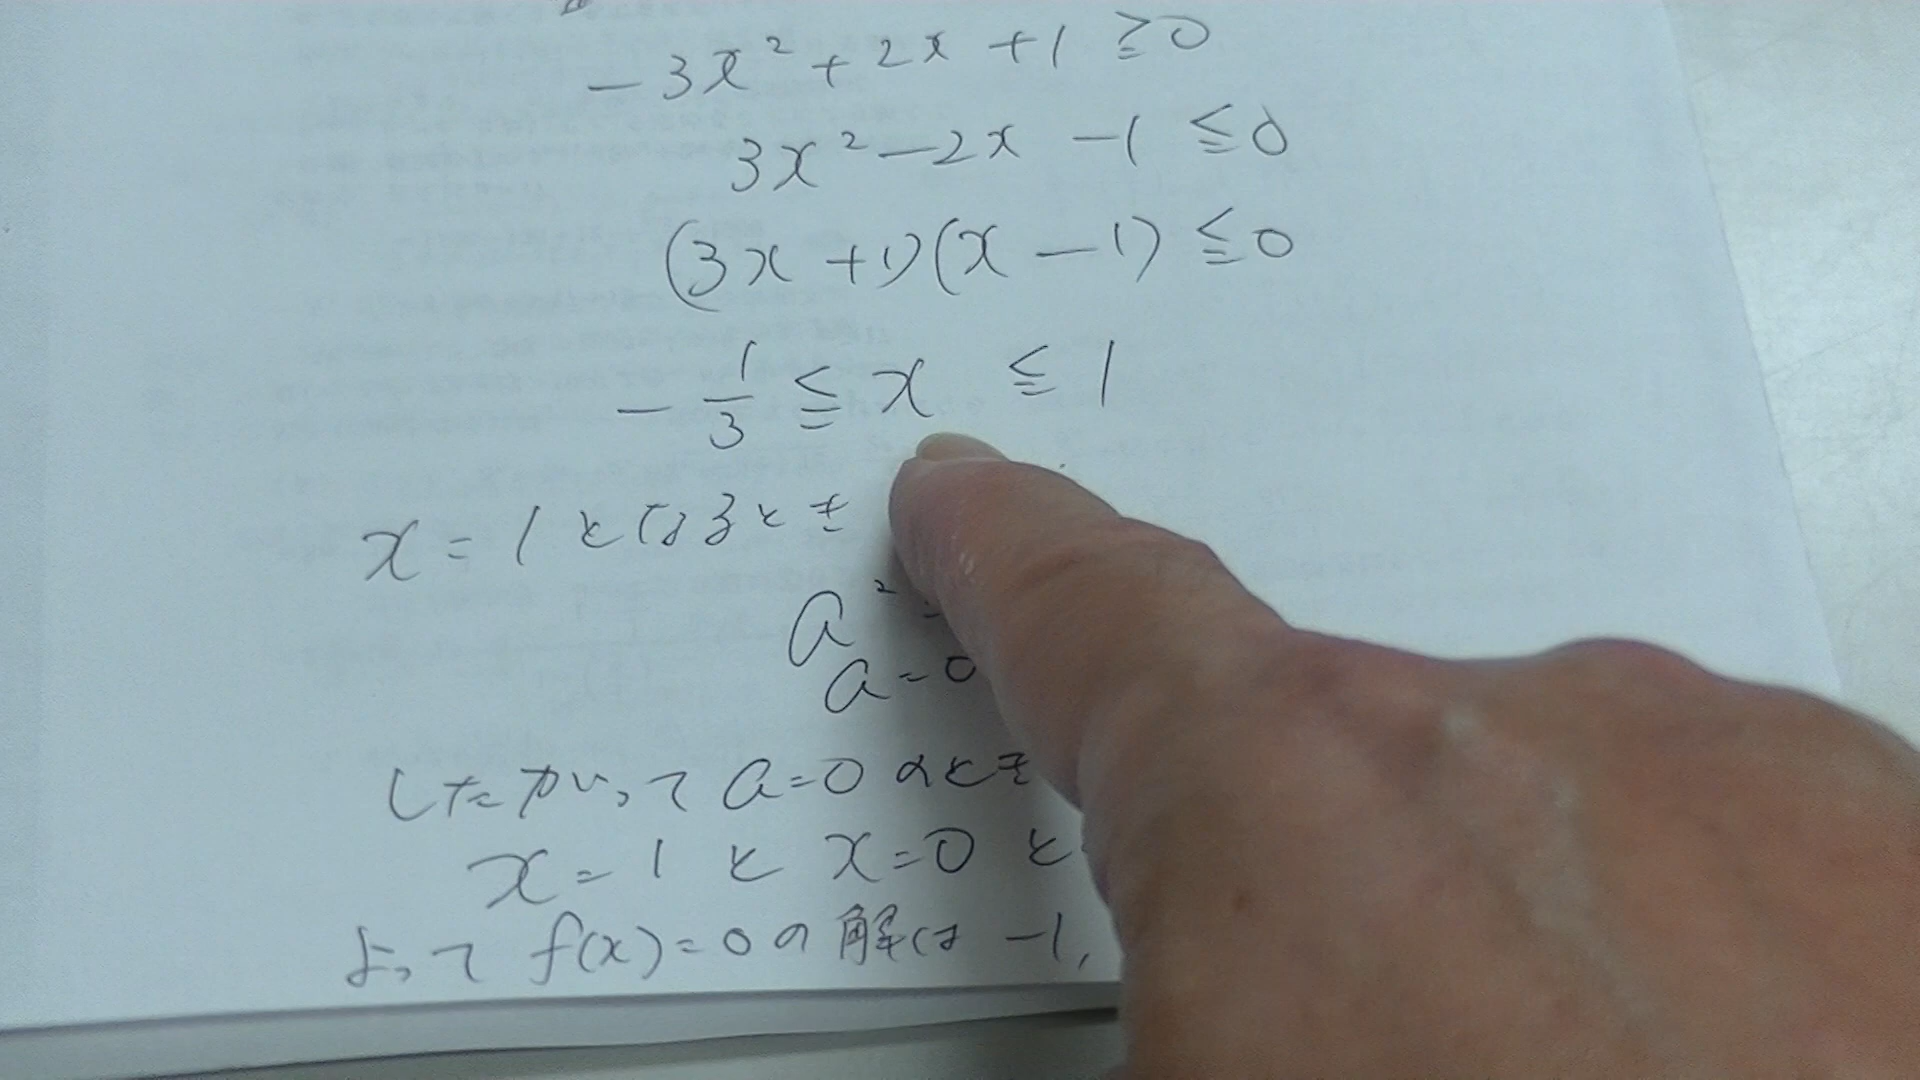 -3x²+2x+1≧0
3x²-2x-1≦0
(3x+1)(x-1)≦0
-1/3≦x≦1
x=1となるとき
a²
a=0
したがって a=0のとき
x=1 と x=0 と
よって f(x)=0の解は -1,